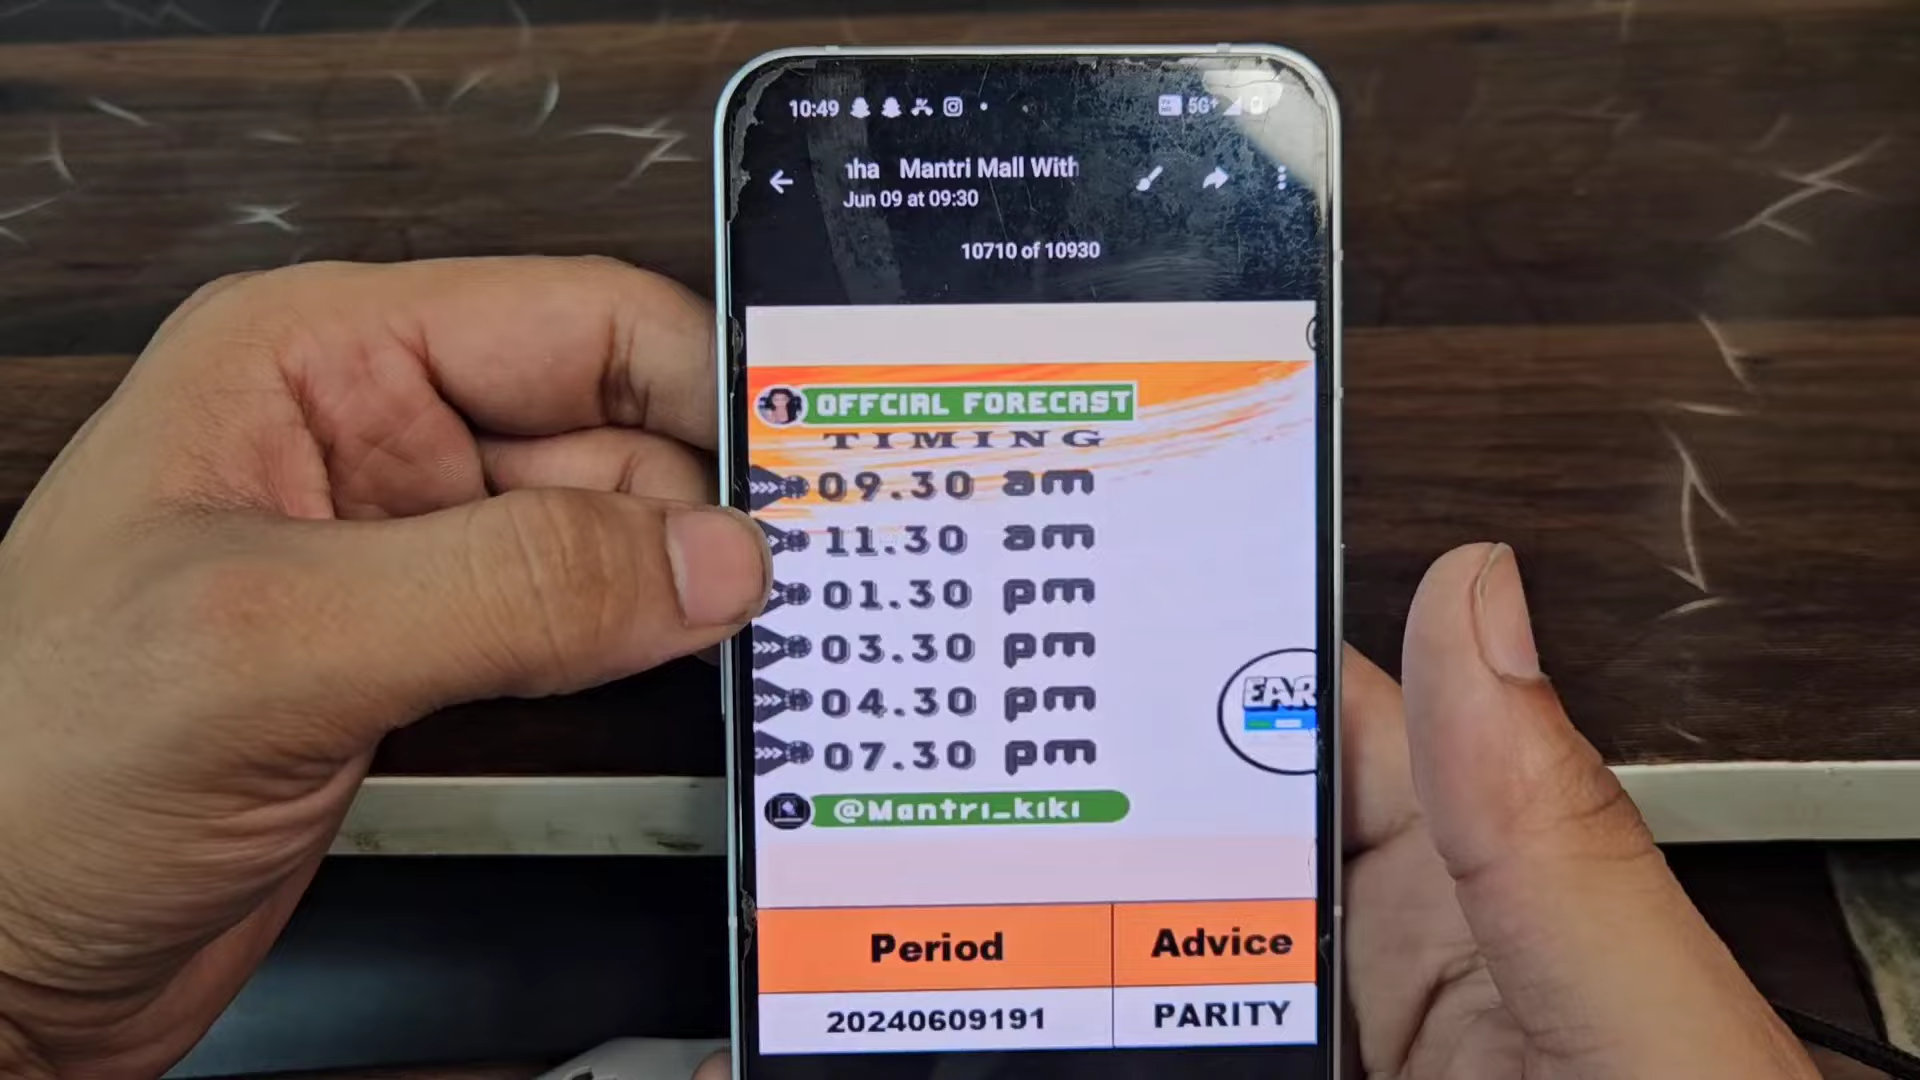 10:49 5G+
Mantri Mall With
Jun 09 at 09:30
10710 of 10930
OFFCIAL FORECAST
TIMING
09.30 am
11.30 am
01.30 pm
03.30 pm
04.30 pm
07.30 pm
EAR
@Mantri_kiki
Period Advice
20240609191 PARITY